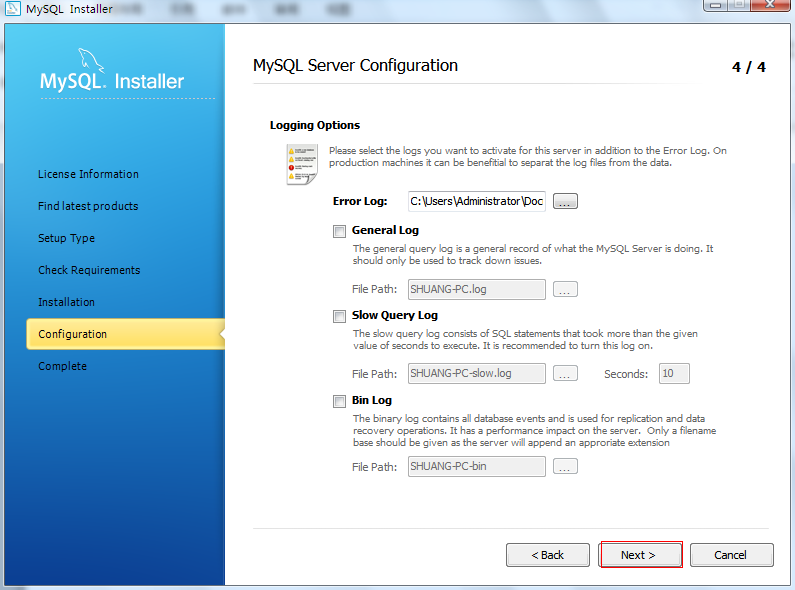 MySQL Installer
MySQL Installer
MySQL Server Configuration
4 / 4
License Information
Find latest products
Setup Type
Check Requirements
Installation
Configuration
Complete
Logging Options
Please select the logs you want to activate for this server in addition to the Error Log. On
production machines it can be benefitial to separate the log files from the data.
Error Log: C:\Users\Administrator\Doc ...
General Log
The general query log is a general record of what the MySQL Server is doing. It
should only be used to track down issues.
File Path: SHUANG-PC.log ...
Slow Query Log
The slow query log consists of SQL statements that took more than the given
value of seconds to execute. It is recommended to turn this log on.
File Path: SHUANG-PC-slow.log ... Seconds: 10
Bin Log
The binary log contains all database events and is used for replication and data
recovery operations. It has a performance impact on the server. Only a filename
base should be given as the server will append an approriate extension
File Path: SHUANG-PC-bin ...
< Back Next > Cancel